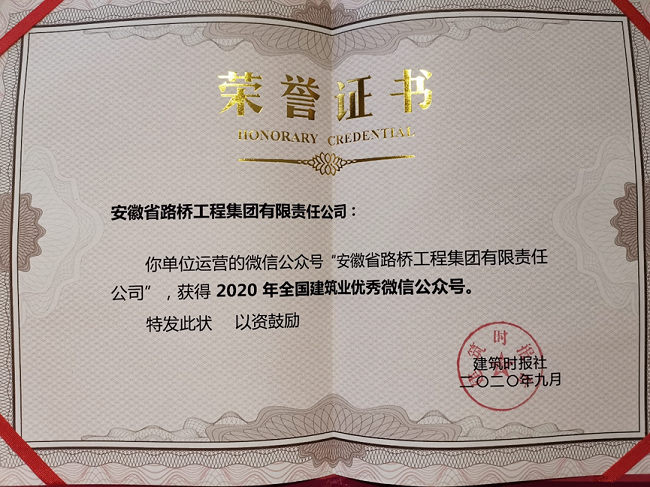 荣誉证书
HONORARY CREDENTIAL
安徽省路桥工程集团有限责任公司：
你单位运营的微信公众号“安徽省路桥工程集团有限责任
公司”，获得 2020 年全国建筑业优秀微信公众号。
特发此状 以资鼓励
建筑时报社
二〇二〇年九月